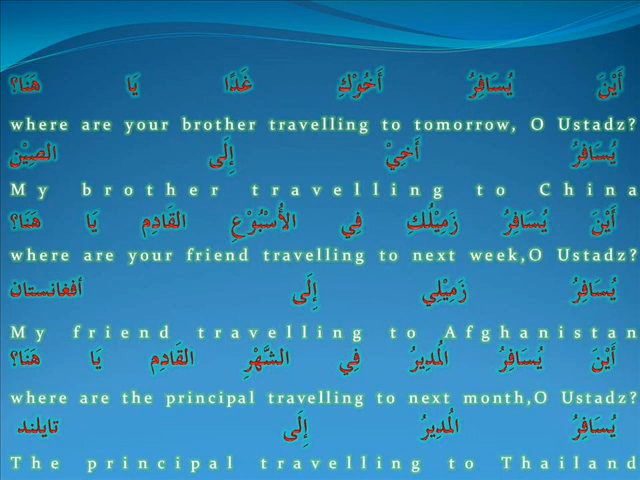 أَيْنَ يُسَافِرُ أَخُوْكِ غَدًا يَا هَنَا؟
where are your brother travelling to tomorrow, O Ustadz?
يُسَافِرُ أَخِيْ إِلَى الصِيْن
My brother travelling to China
أَيْنَ يُسَافِرُ زَمِيْلُكِ فِي الأُسْبُوْعِ القَادِم يَا هَنَا؟
where are your friend travelling to next week,O Ustadz?
يُسَافِرُ زَمِيْلِي إِلَى أفغانستان
My friend travelling to Afghanistan
أَيْنَ يُسَافِرُ المُدِيرُ فِي الشَّهْرِ القَادِم يَا هَنَا؟
where are the principal travelling to next month,O Ustadz?
يُسَافِرُ المُدِيرُ إِلَى تايلند
The principal travelling to Thailand